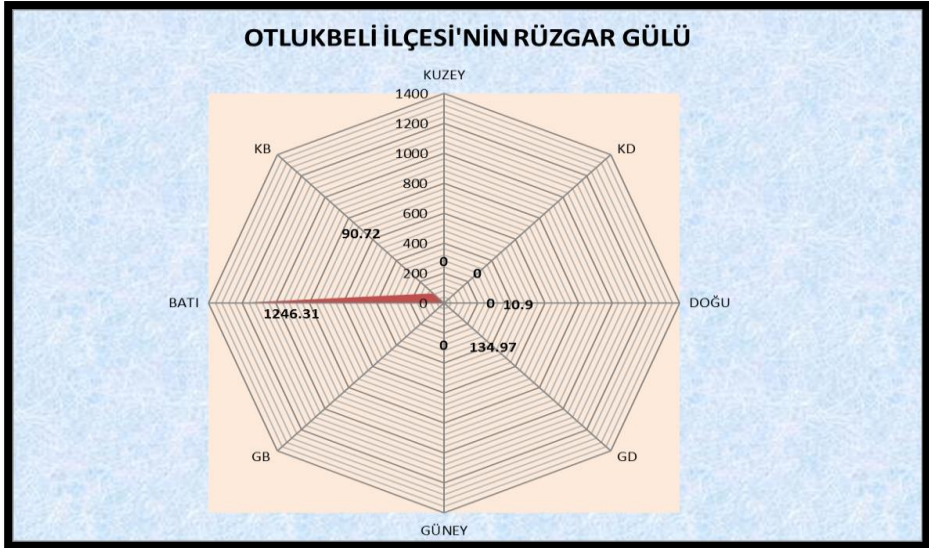 OTLUKBELİ İLÇESİ'NİN RÜZGAR GÜLÜ
KUZEY
1400
1200
KB
KD
1000
800
600
90.72
400
0
200
0
BATI
0
0
10.9
DOĞU
1246.31
0
134.97
GB
GD
GÜNEY